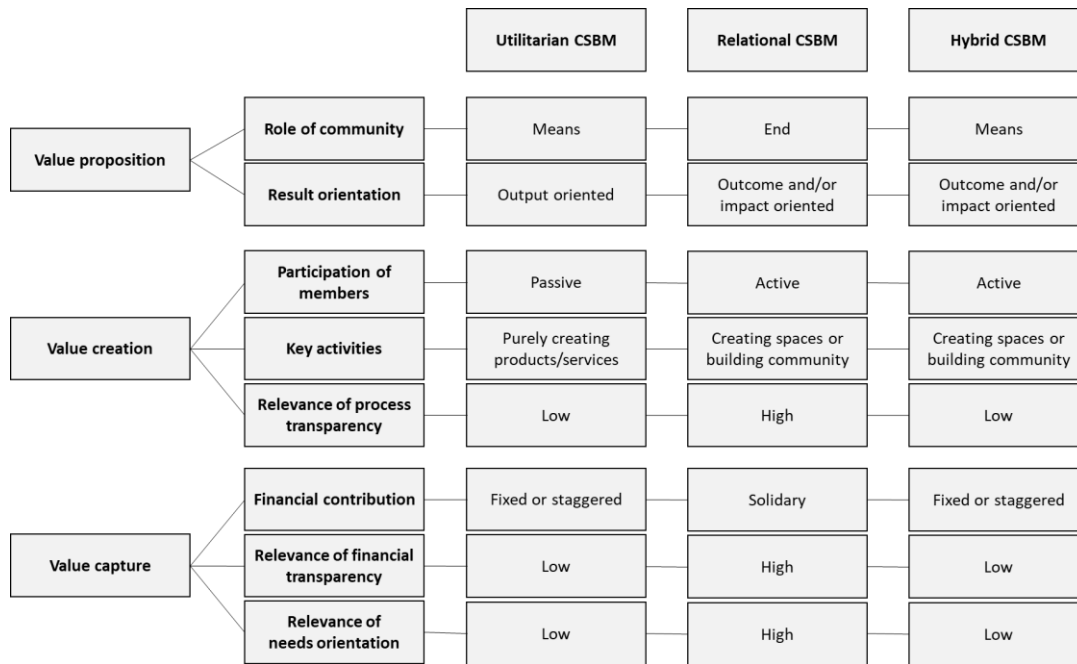 Utilitarian CSBM
Relational CSBM
Hybrid CSBM
Value proposition
Role of community
Means
End
Means
Result orientation
Output oriented
Outcome and/or
impact oriented
Outcome and/or
impact oriented
Value creation
Participation of
members
Passive
Active
Active
Key activities
Purely creating
products/services
Creating spaces or
building community
Creating spaces or
building community
Relevance of process
transparency
Low
High
Low
Value capture
Financial contribution
Fixed or staggered
Solidary
Fixed or staggered
Relevance of financial
transparency
Low
High
Low
Relevance of
needs orientation
Low
High
Low